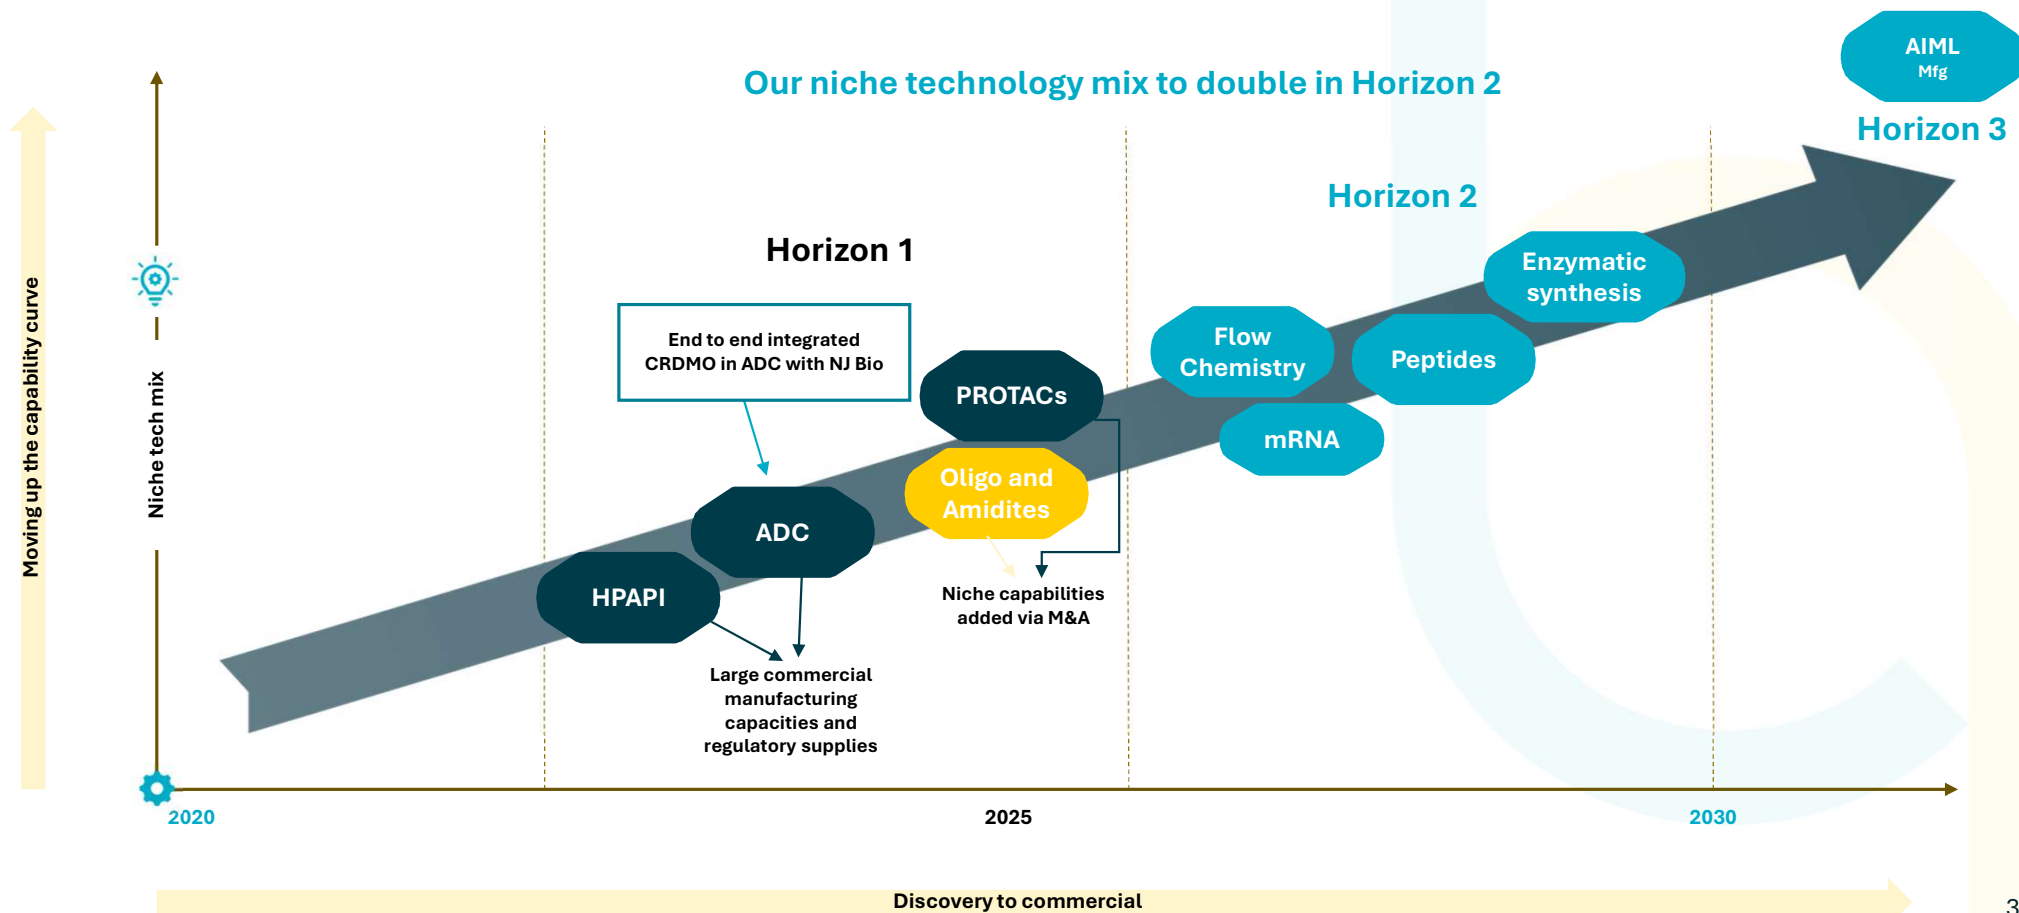 Our niche technology mix to double in Horizon 2
AIML
Mfg
Horizon 3
Horizon 2
Horizon 1
Moving up the capability curve
Niche tech mix
End to end integrated
CRDMO in ADC with NJ Bio
Enzymatic
synthesis
Flow
Chemistry
Peptides
mRNA
PROTACs
Oligo and
Amidites
ADC
HPAPI
Niche capabilities
added via M&A
Large commercial
manufacturing
capacities and
regulatory supplies
2020
2025
2030
Discovery to commercial
3